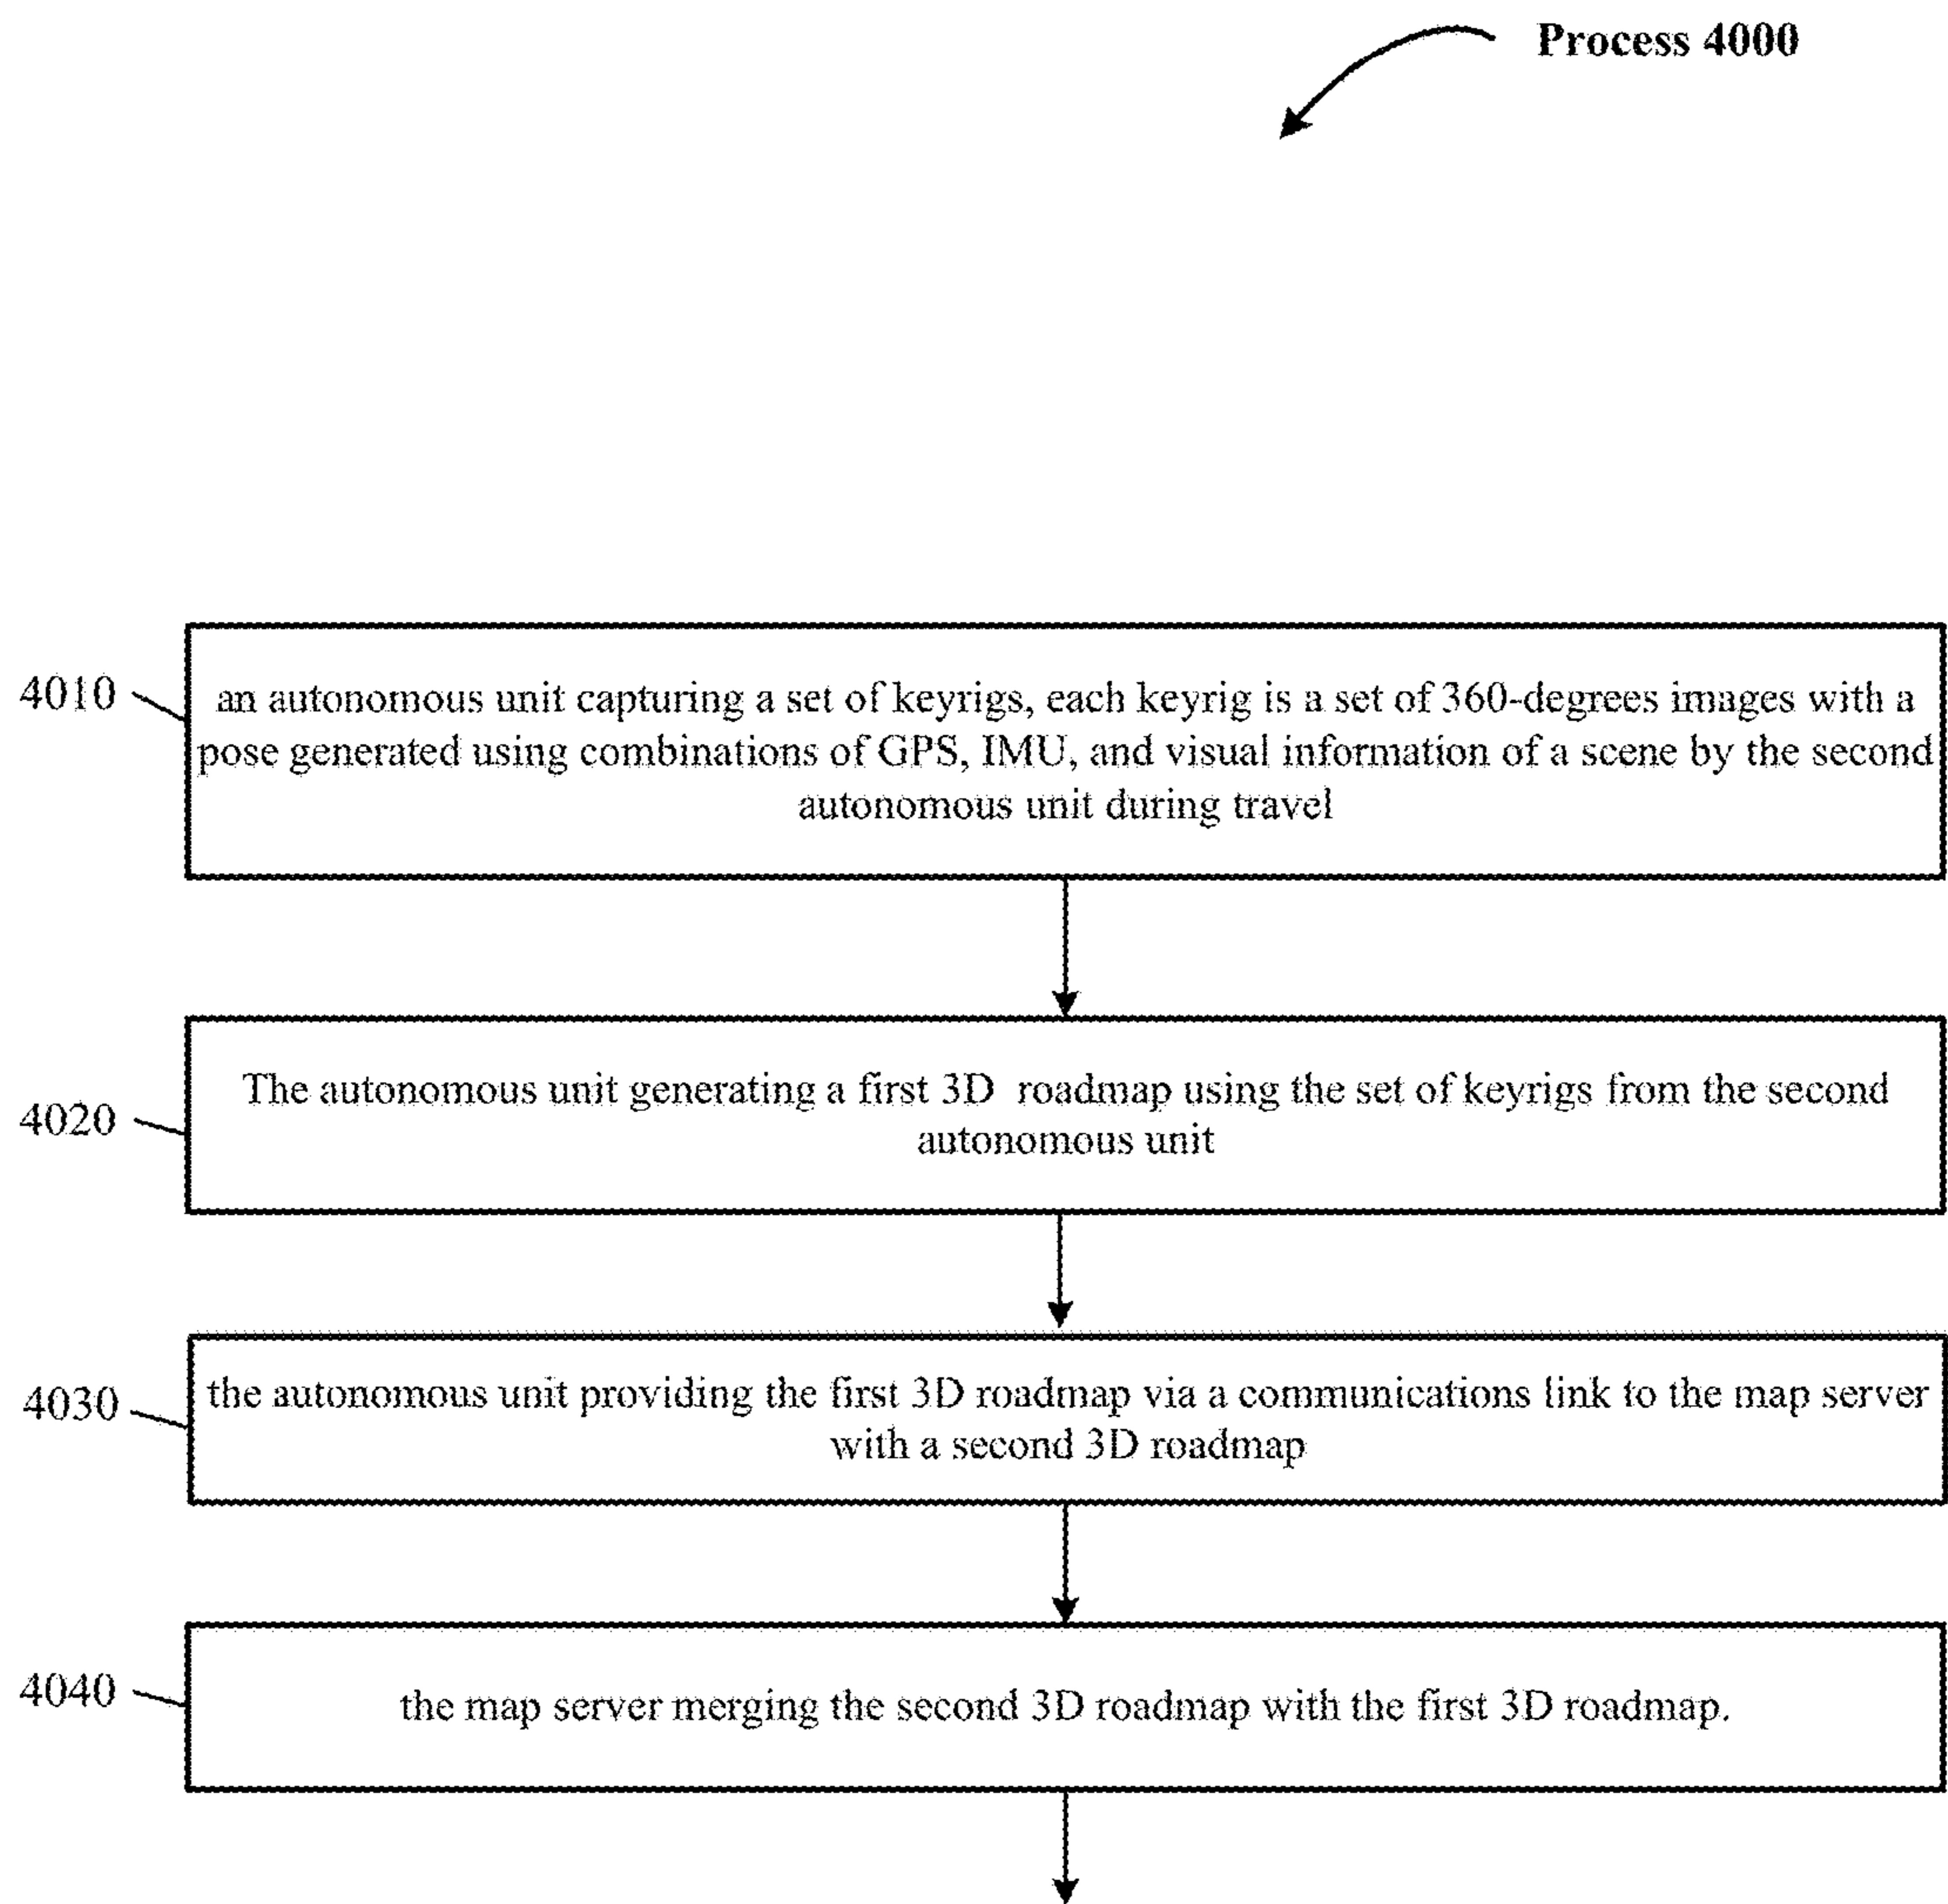 Process 4000
4010
an autonomous unit capturing a set of keyrigs, each keyrig is a set of 360-degrees images with a
pose generated using combinations of GPS, IMU, and visual information of a scene by the second
autonomous unit during travel
The autonomous unit generating a first 3D roadmap using the set of keyrigs from the second
4020
autonomous unit
4030
the autonomous unit providing the first 3D roadmap via a communications link to the map server
with a second 3D roadmap
4040
the map server merging the second 3D roadmap with the first 3D roadmap.